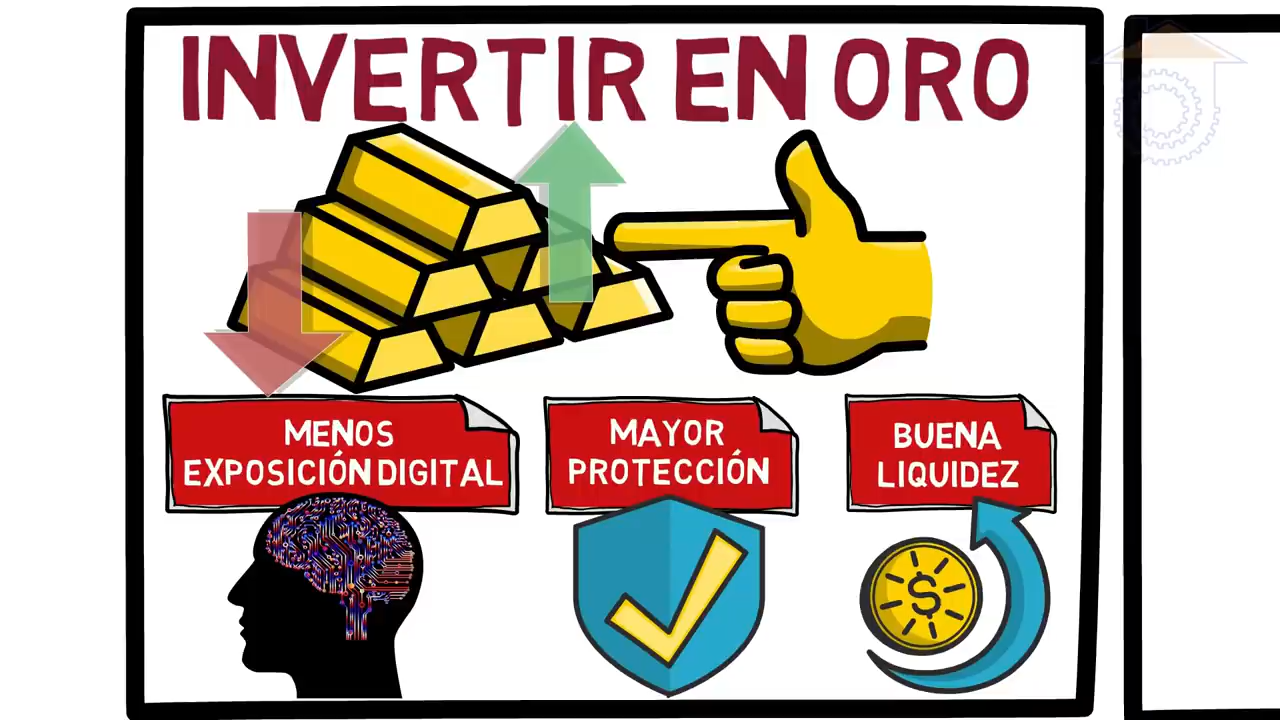 INVERTIR EN ORO
MENOS
EXPOSICIÓN DIGITAL
MAYOR
PROTECCIÓN
BUENA
LIQUIDEZ
$